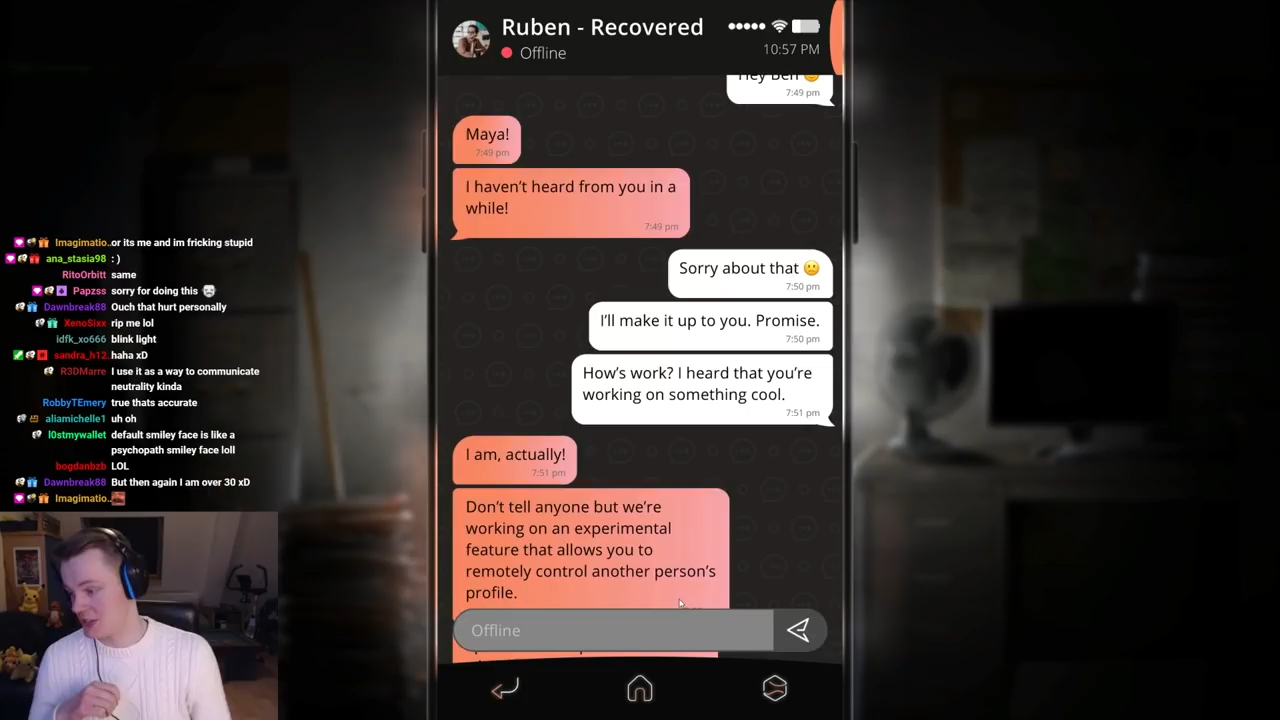 Ruben - Recovered
Offline
10:57 PM
Hey Ben
7:49 pm
Maya!
7:49 pm
I haven't heard from you in a
while!
7:49 pm
Sorry about that
7:50 pm
I'll make it up to you. Promise.
7:50 pm
How's work? I heard that you're
working on something cool.
7:51 pm
I am, actually!
7:51 pm
Don't tell anyone but we're
working on an experimental
feature that allows you to
remotely control another person's
profile.
Offline
Imaginatio.. or its me and im fricking stupid
ana_stasia98 : )
RitoOrbitt same
Papzss sorry for doing this
Dawnbreak88 Ouch that hurt personally
XenoSixx rip me lol
idfk_xo666 blink light
sandra_h12.. haha xD
R3DMarre I use it as a way to communicate
neutrality kinda
RobbyTEmery true thats accurate
aliamichelle1 uh oh
l0stmywallet default smiley face is like a
psychopath smiley face loll
bogdanbzb LOL
Dawnbreak88 But then again I am over 30 xD
Imaginatio..